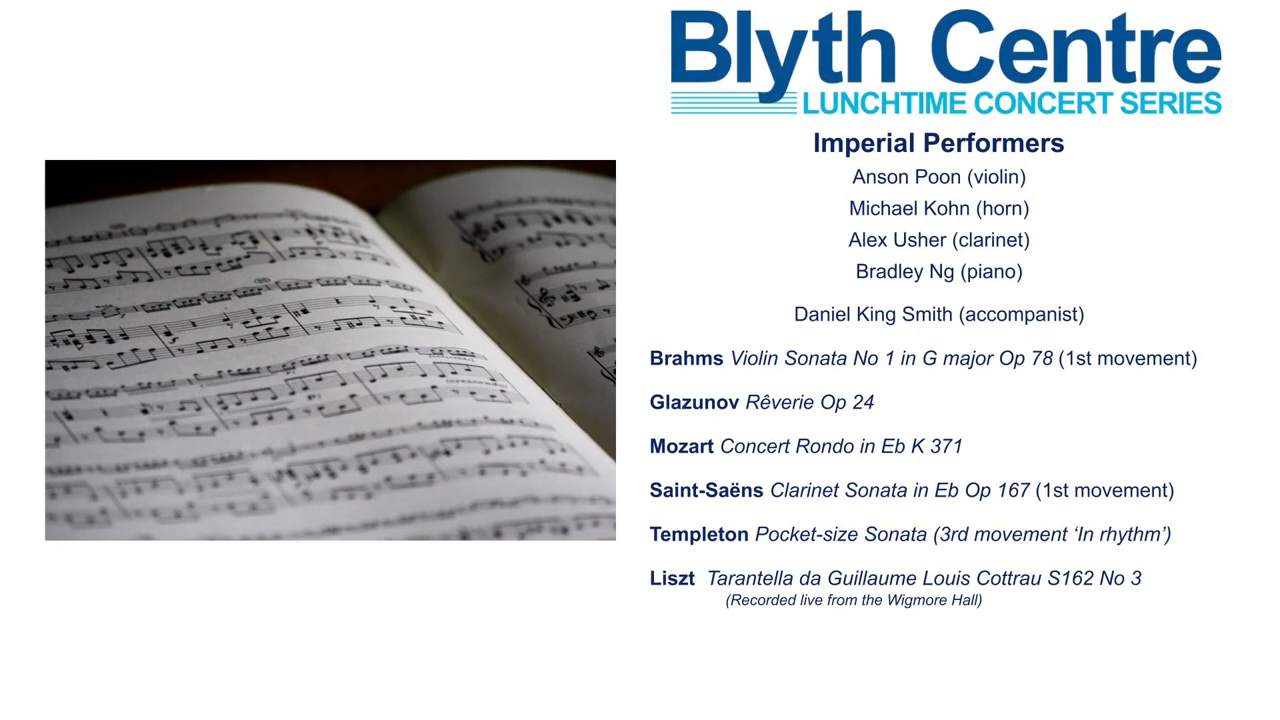 Blyth Centre
LUNCHTIME CONCERT SERIES
Imperial Performers
Anson Poon (violin)
Michael Kohn (horn)
Alex Usher (clarinet)
Bradley Ng (piano)
Daniel King Smith (accompanist)
Brahms Violin Sonata No 1 in G major Op 78 (1st movement)
Glazunov Rêverie Op 24
Mozart Concert Rondo in Eb K 371
Saint-Saëns Clarinet Sonata in Eb Op 167 (1st movement)
Templeton Pocket-size Sonata (3rd movement ‘In rhythm’)
Liszt Tarantella da Guillaume Louis Cottrau S162 No 3
(Recorded live from the Wigmore Hall)